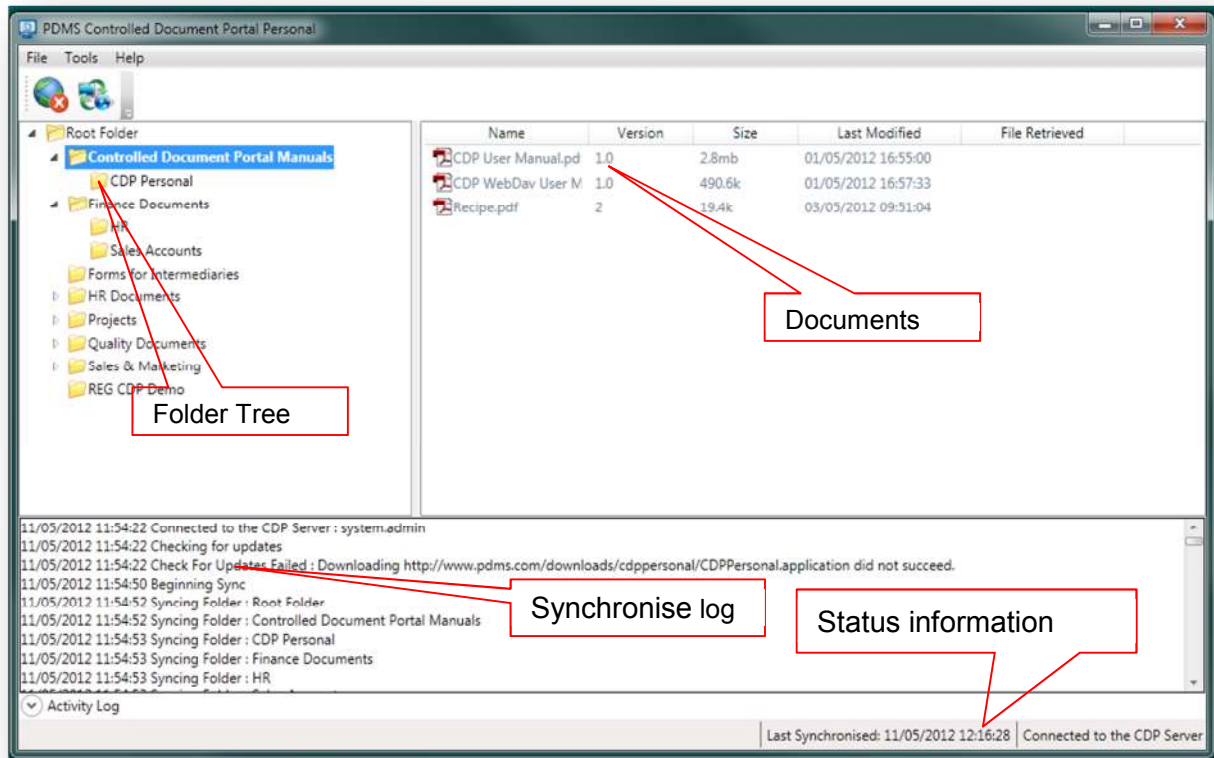 PDMS Controlled Document Portal Personal
File Tools Help
Root Folder
Controlled Document Portal Manuals
CDP Personal
Finance Documents
HR
Sales Accounts
Forms for Intermediaries
HR Documents
Projects
Quality Documents
Sales & Marketing
REG CDP Demo
Folder Tree
Name Version Size Last Modified File Retrieved
CDP User Manual.pd 1.0 2.8mb 01/05/2012 16:55:00
CDP WebDav User M 1.0 490.6k 01/05/2012 16:57:33
Recipe.pdf 2 19.4k 03/05/2012 09:51:04
Documents
11/05/2012 11:54:22 Connected to the CDP Server : system.admin
11/05/2012 11:54:22 Checking for updates
11/05/2012 11:54:22 Check For Updates Failed : Downloading http://www.pdms.com/downloads/cdppersonal/CDPPersonal.application did not succeed.
11/05/2012 11:54:50 Beginning Sync
11/05/2012 11:54:52 Syncing Folder : Root Folder
11/05/2012 11:54:52 Syncing Folder : Controlled Document Portal Manuals
11/05/2012 11:54:53 Syncing Folder : CDP Personal
11/05/2012 11:54:53 Syncing Folder : Finance Documents
11/05/2012 11:54:53 Syncing Folder : HR
Synchronise log
Status information
Activity Log
Last Synchronised: 11/05/2012 12:16:28 Connected to the CDP Server